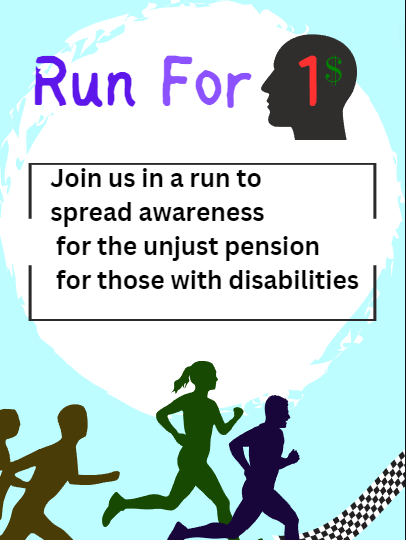 Run For 1$
Join us in a run to
spread awareness
for the unjust pension
for those with disabilities